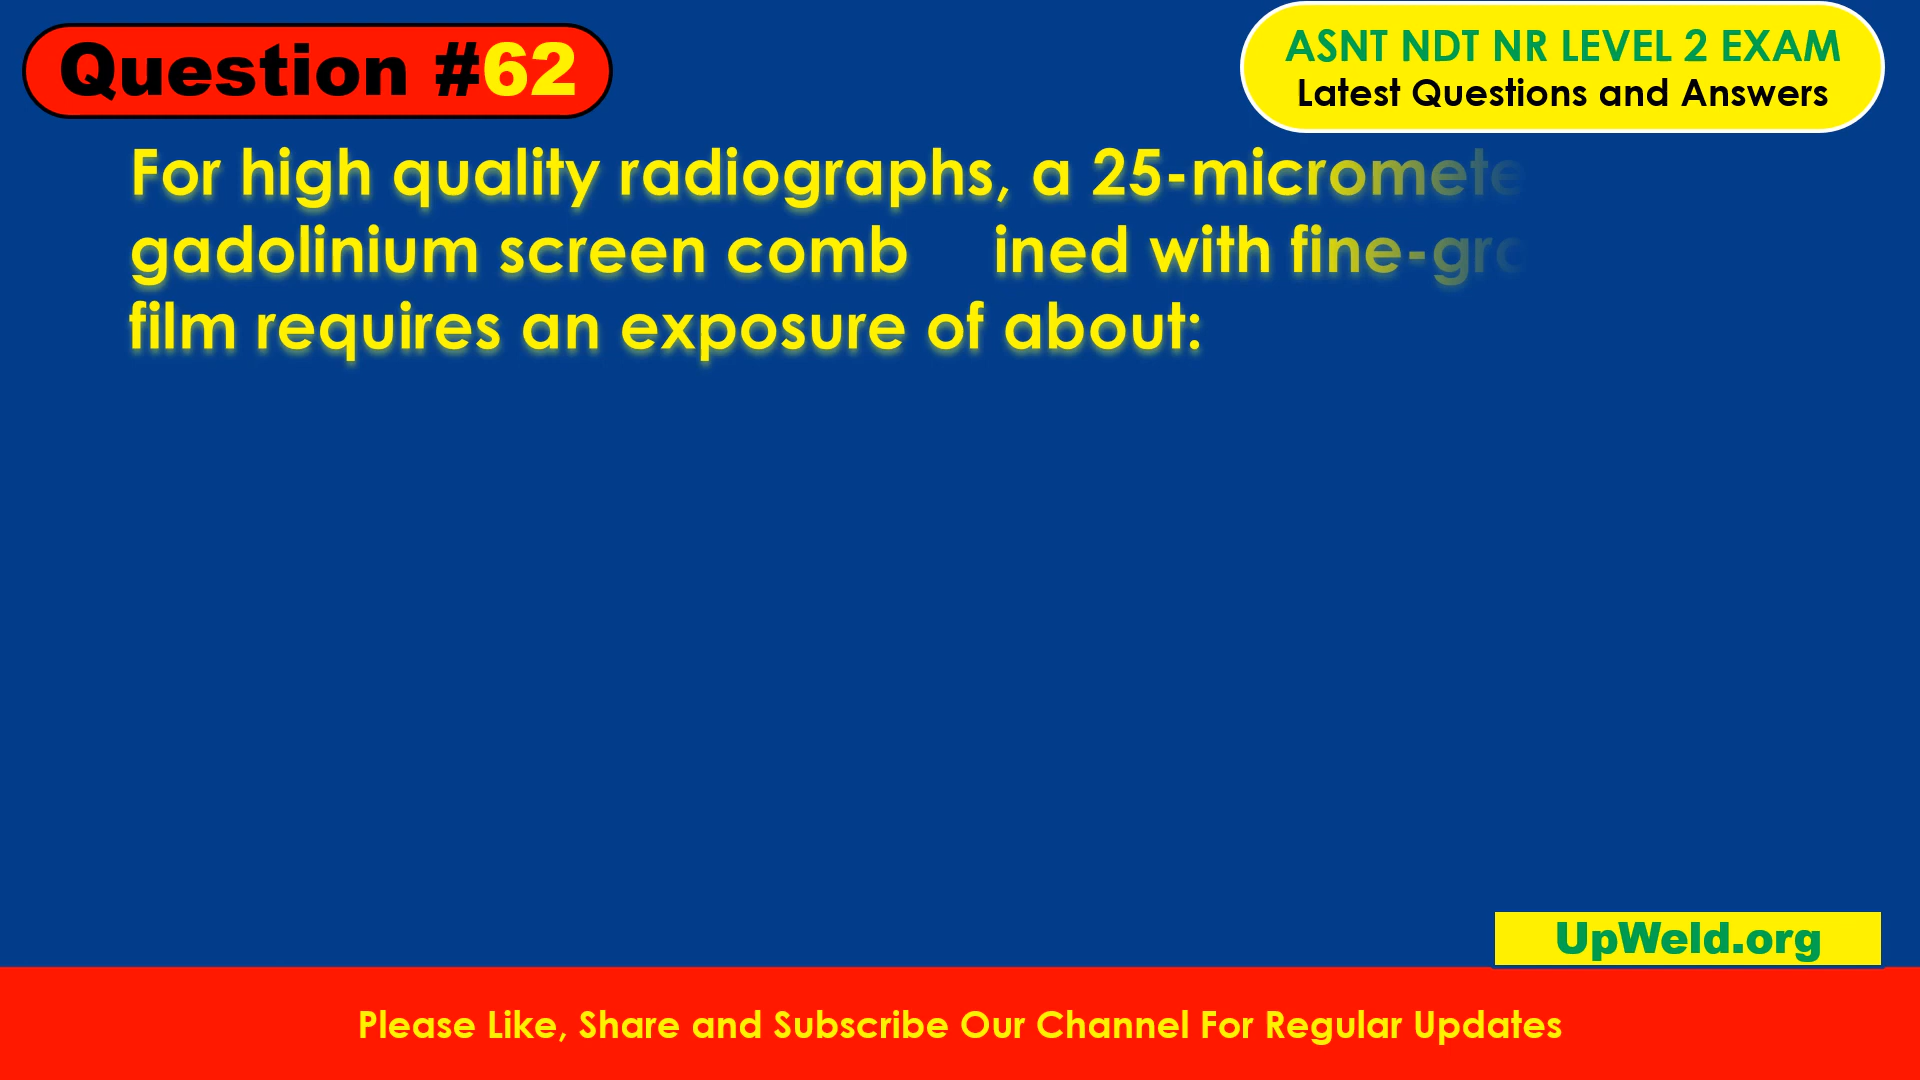 Question #62
ASNT NDT NR LEVEL 2 EXAM
Latest Questions and Answers
For high quality radiographs, a 25-micromete
gadolinium screen comb ined with fine-gra
film requires an exposure of about:
UpWeld.org
Please Like, Share and Subscribe Our Channel For Regular Updates